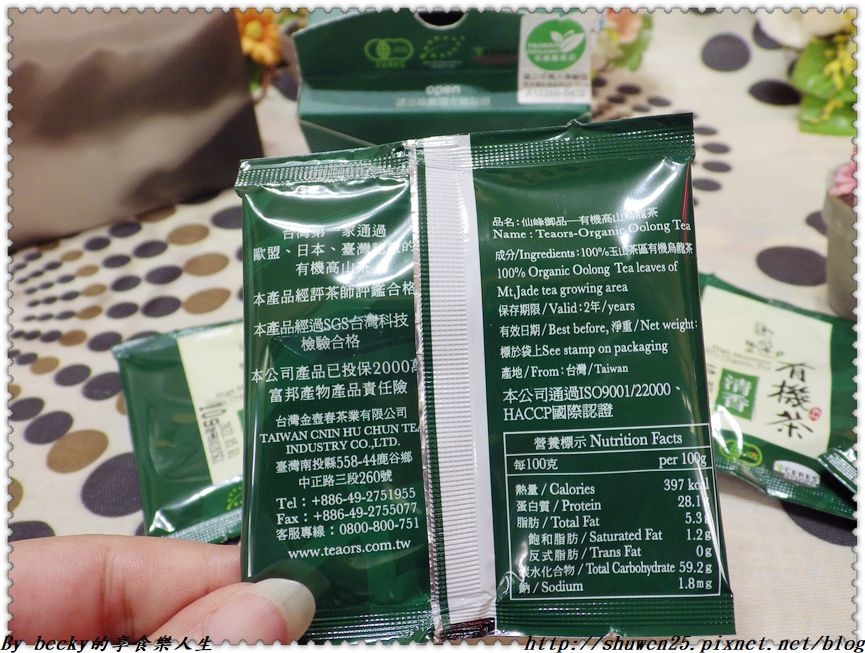 open
台灣第一家通過
歐盟、日本、臺灣
有機高山茶
本產品經評茶師評鑑合格
本產品經過SGS台灣科技
檢驗合格
本公司產品已投保2000萬
富邦產物產品責任險
台灣金壺春茶業有限公司
TAIWAN CNIN HU CHUN TEA
INDUSTRY CO.,LTD.
臺灣南投縣558-44鹿谷鄉
中正路三段260號
Tel : +886-49-2751955
Fax : +886-49-2755077
客服專線 : 0800-800-751
www.teaors.com.tw
品名 : 仙峰御品—有機高山烏龍茶
Name : Teaors-Organic Oolong Tea
成分/Ingredients : 100%玉山茶區有機烏龍茶
100% Organic Oolong Tea leaves of
Mt.Jade tea growing area
保存期限 / Valid : 2年 / years
有效日期 / Best before, 淨重 / Net weight:
標於袋上See stamp on packaging
產地 / From : 台灣 / Taiwan
本公司通過ISO9001/22000、
HACCP國際認證
營養標示 Nutrition Facts
每100克 per 100g
熱量 / Calories 397 kcal
蛋白質 / Protein 28.1
脂肪 / Total Fat 5.3g
飽和脂肪 / Saturated Fat 1.2g
反式脂肪 / Trans Fat 0g
碳水化合物 / Total Carbohydrate 59.2g
鈉 / Sodium 1.8mg
有機茶
清香
CERES
By becky的享食樂人生
http://shuwen25.pixnet.net/blog